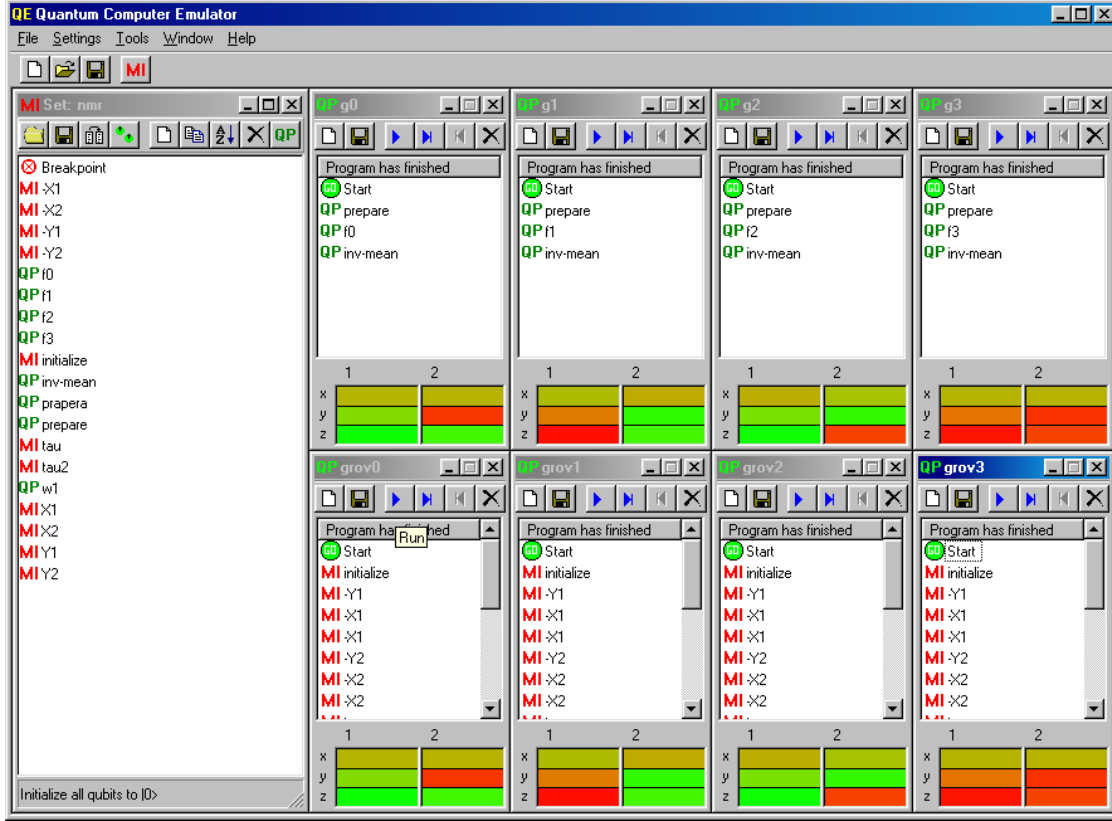 QE Quantum Computer Emulator
File Settings Tools Window Help
MI
MI Set: nmr
QP
Breakpoint
MI -X1
MI -X2
MI -Y1
MI -Y2
QP f0
QP f1
QP f2
QP f3
MI initialize
QP inv-mean
QP prapera
QP prepare
MI tau
MI tau2
QP w1
MI X1
MI X2
MI Y1
MI Y2
Initialize all qubits to |0>
QP g0
Program has finished
GO Start
QP prepare
QP f0
QP inv-mean
1 2
x
y
z
QP g1
Program has finished
GO Start
QP prepare
QP f1
QP inv-mean
1 2
x
y
z
QP g2
Program has finished
GO Start
QP prepare
QP f2
QP inv-mean
1 2
x
y
z
QP g3
Program has finished
GO Start
QP prepare
QP f3
QP inv-mean
1 2
x
y
z
QP grov0
Program has finished
Run
GO Start
MI initialize
MI -Y1
MI -X1
MI -X1
MI -Y2
MI -X2
MI -X2
1 2
x
y
z
QP grov1
Program has finished
GO Start
MI initialize
MI -Y1
MI -X1
MI -X1
MI -Y2
MI -X2
MI -X2
1 2
x
y
z
QP grov2
Program has finished
GO Start
MI initialize
MI -Y1
MI -X1
MI -X1
MI -Y2
MI -X2
MI -X2
1 2
x
y
z
QP grov3
Program has finished
GO Start
MI initialize
MI -Y1
MI -X1
MI -X1
MI -Y2
MI -X2
MI -X2
1 2
x
y
z